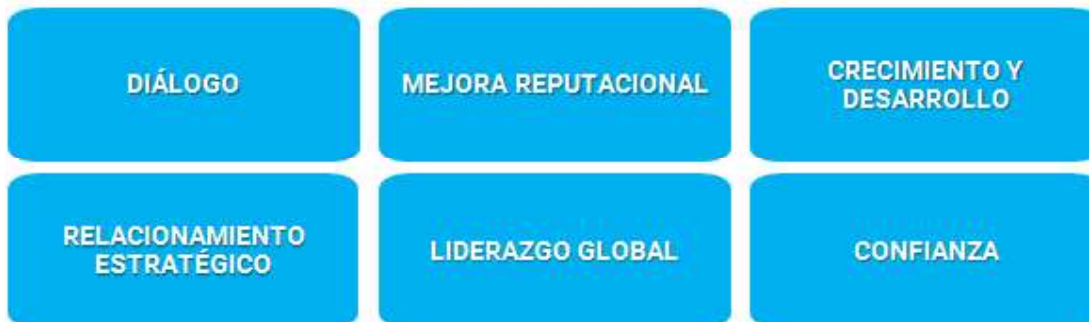 DIÁLOGO
MEJORA REPUTACIONAL
CRECIMIENTO Y
DESARROLLO
RELACIONAMIENTO
ESTRATÉGICO
LIDERAZGO GLOBAL
CONFIANZA